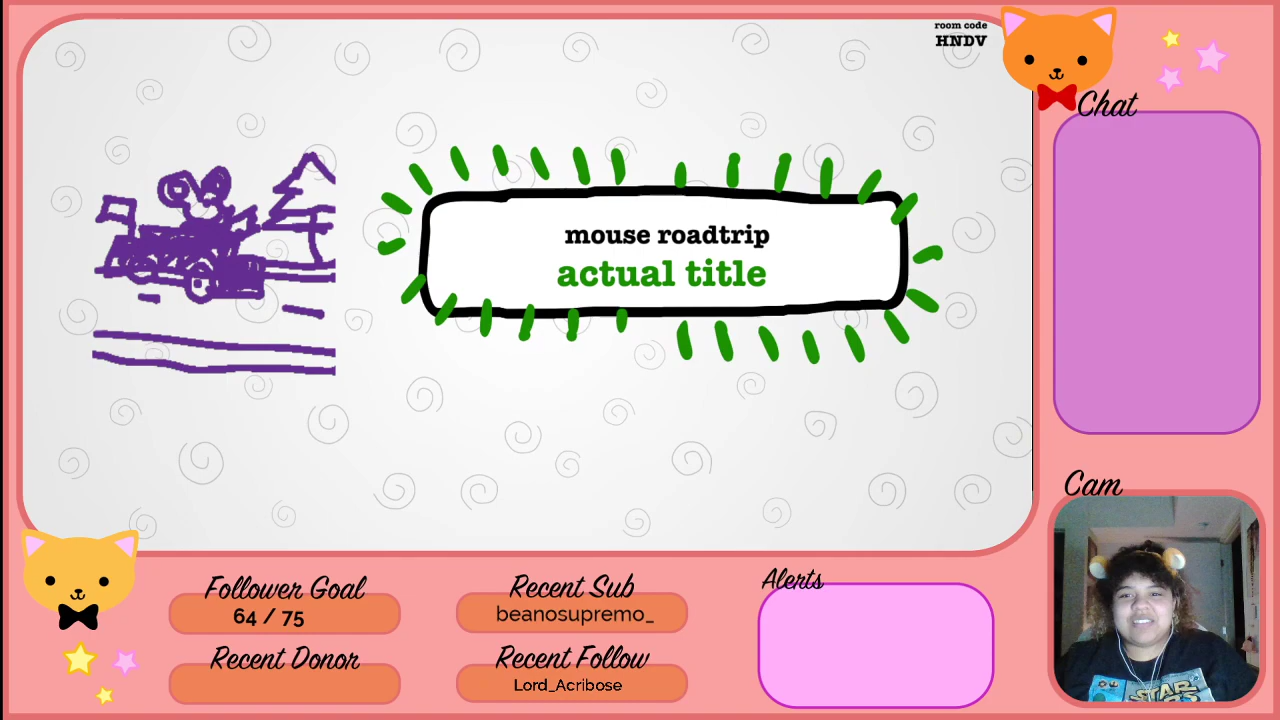 room code
HNDV
Chat
mouse roadtrip
actual title
Cam
Follower Goal
64 / 75
Recent Sub
beanosupremo_
Alerts
Recent Donor
Recent Follow
Lord_Acribose
STAR